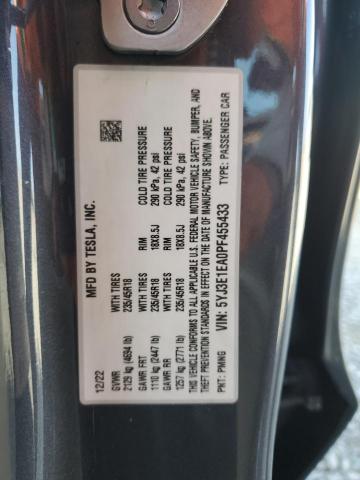 MFD BY TESLA, INC.
12/22
GVWR
2129 kg (4694 lb)
GAWR FRT WITH TIRES RIM COLD TIRE PRESSURE
1110 kg (2447 lb) 235/45R18 18X8.5J 290 kPa, 42 psi
GAWR RR WITH TIRES RIM COLD TIRE PRESSURE
1257 kg (2771 lb) 235/45R18 18X8.5J 290 kPa, 42 psi
THIS VEHICLE CONFORMS TO ALL APPLICABLE U.S. FEDERAL MOTOR VEHICLE SAFETY, BUMPER, AND
THEFT PREVENTION STANDARDS IN EFFECT ON THE DATE OF MANUFACTURE SHOWN ABOVE.
VIN: 5YJ3E1EA0PF455433 TYPE: PASSENGER CAR
PNT: PMNG